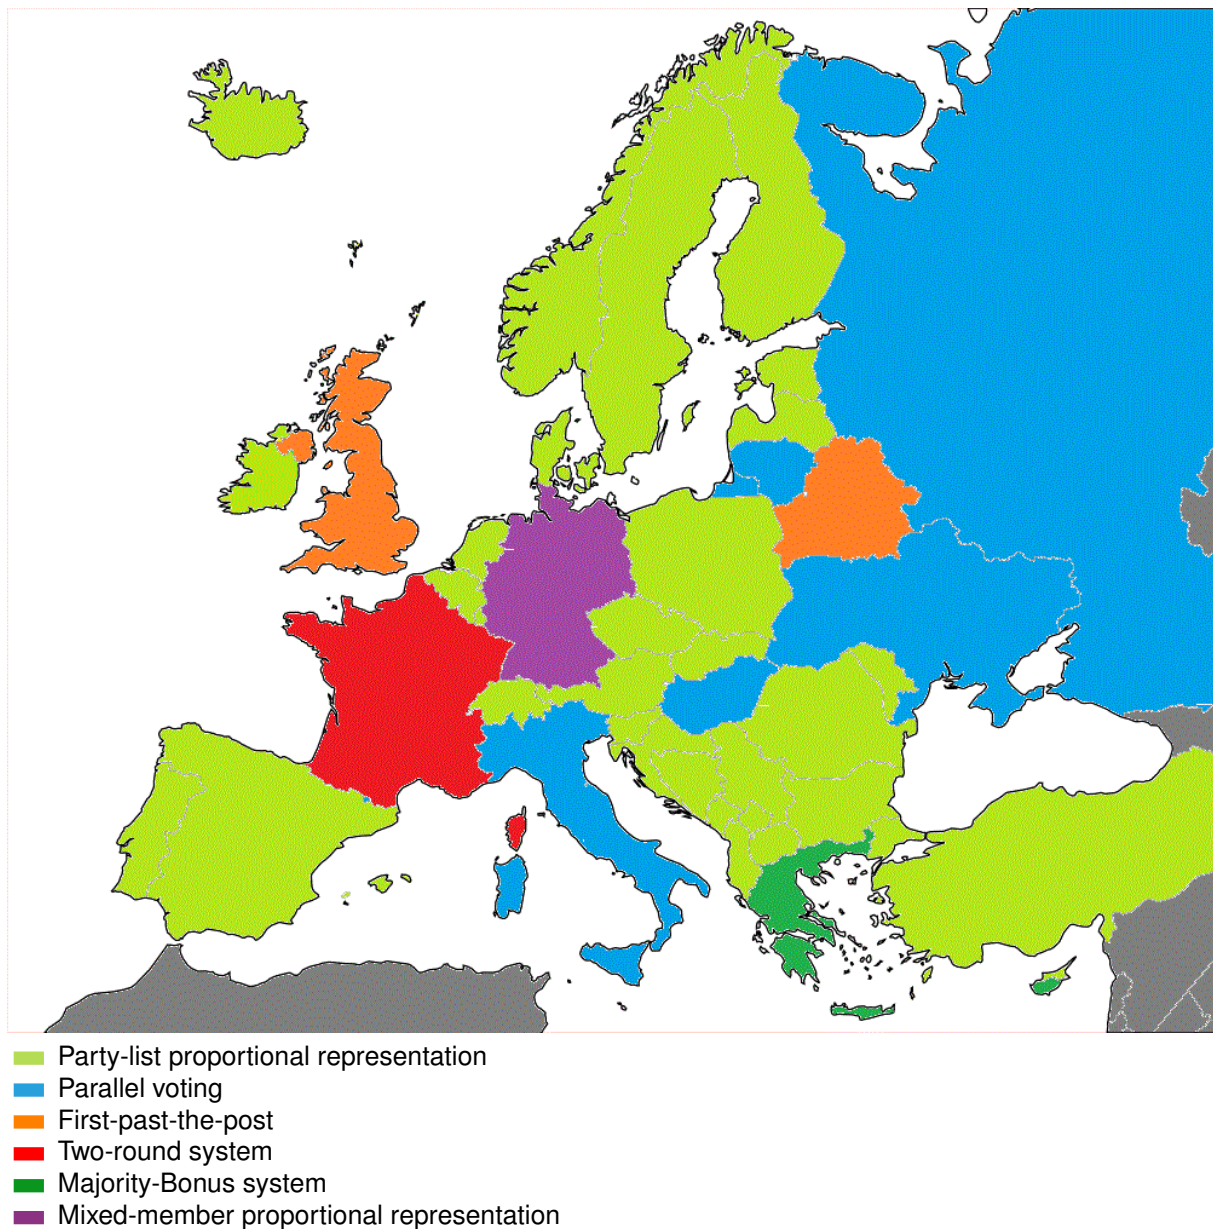 Party-list proportional representation
Parallel voting
First-past-the-post
Two-round system
Majority-Bonus system
Mixed-member proportional representation